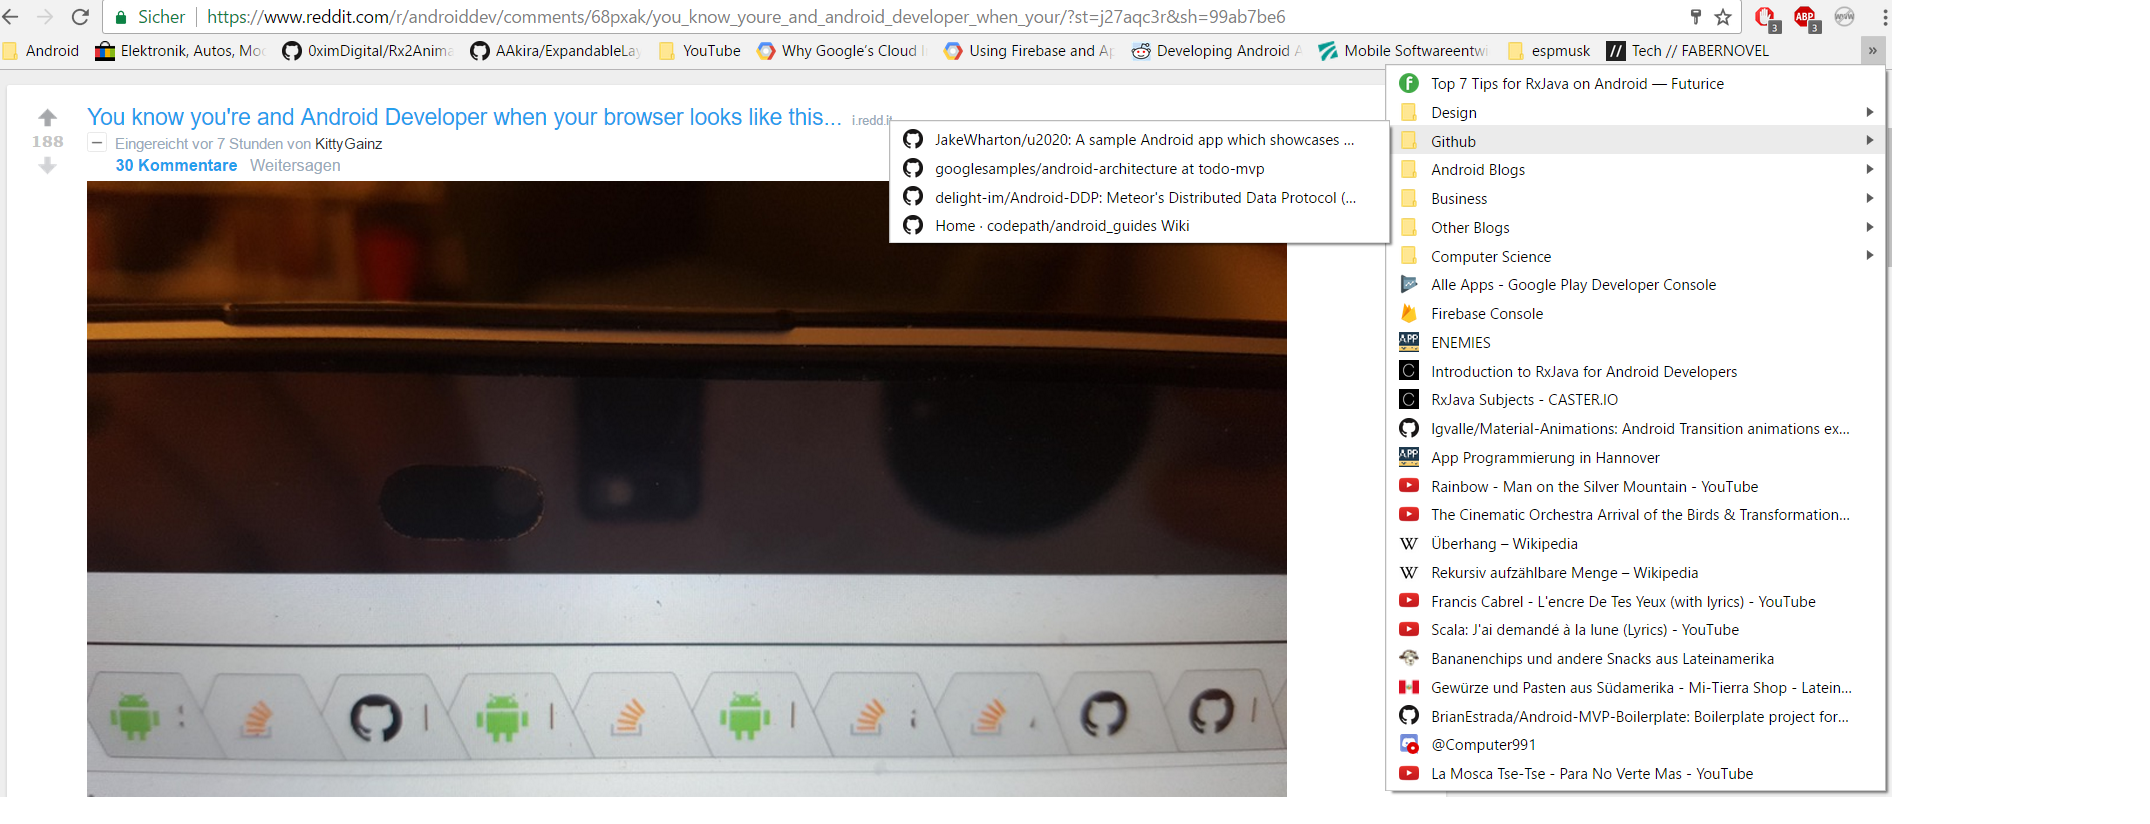 Sicher https://www.reddit.com/r/androiddev/comments/68pxak/you_know_youre_and_android_developer_when_your/?st=j27aqc3r&sh=99ab7be6
3 ABP 3
Android Elektronik, Autos, Mo 0ximDigital/Rx2Anima AAkira/ExpandableLay YouTube Why Google's Cloud Using Firebase and Ap Developing Android A Mobile Softwareentwi espmusk // Tech // FABERNOVEL »
You know you're and Android Developer when your browser looks like this... i.redd.it
188
Eingereicht vor 7 Stunden von KittyGainz
30 Kommentare Weitersagen
JakeWharton/u2020: A sample Android app which showcases ...
googlesamples/android-architecture at todo-mvp
delight-im/Android-DDP: Meteor's Distributed Data Protocol (...
Home · codepath/android_guides Wiki
Top 7 Tips for RxJava on Android — Futurice
Design
Github
Android Blogs
Business
Other Blogs
Computer Science
Alle Apps - Google Play Developer Console
Firebase Console
APP ENEMIES
C Introduction to RxJava for Android Developers
C RxJava Subjects - CASTER.IO
lgvalle/Material-Animations: Android Transition animations ex...
APP App Programmierung in Hannover
Rainbow - Man on the Silver Mountain - YouTube
The Cinematic Orchestra Arrival of the Birds & Transformation...
W Überhang – Wikipedia
W Rekursiv aufzählbare Menge – Wikipedia
Francis Cabrel - L'encre De Tes Yeux (with lyrics) - YouTube
Scala: J'ai demandé à la lune (Lyrics) - YouTube
Bananenchips und andere Snacks aus Lateinamerika
Gewürze und Pasten aus Südamerika - Mi-Tierra Shop - Latein...
BrianEstrada/Android-MVP-Boilerplate: Boilerplate project for...
@Computer991
La Mosca Tse-Tse - Para No Verte Mas - YouTube